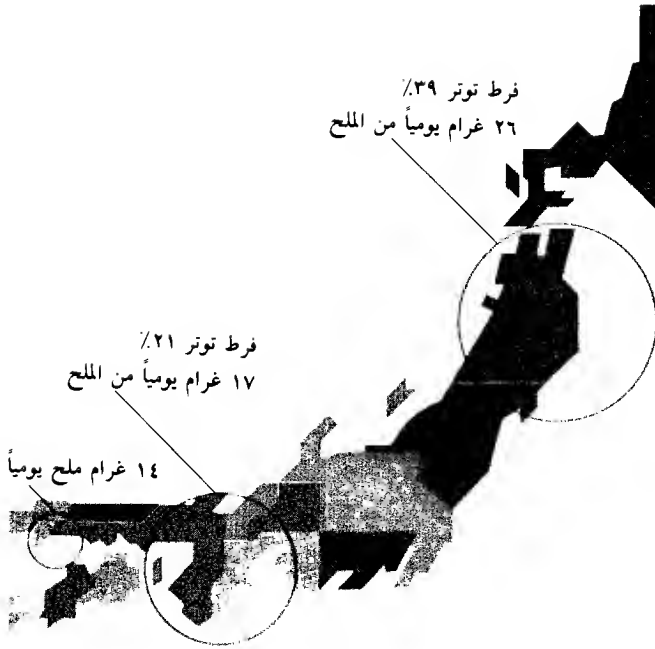 فرط توتر ٣٩٪
٢٦ غرام يومياً من الملح
فرط توتر ٢١٪
١٧ غرام يومياً من الملح
١٤ غرام ملح يومياً